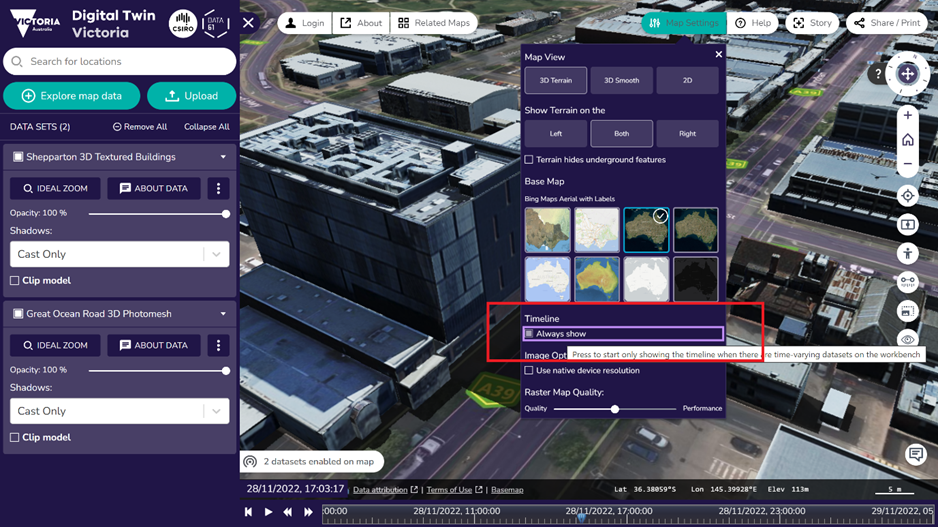 VICTORIA
Australia
Digital Twin
Victoria
CSIRO
DATA
61
Search for locations
Explore map data
Upload
DATA SETS (2)
Remove All
Collapse All
Shepparton 3D Textured Buildings
IDEAL ZOOM
ABOUT DATA
Opacity: 100 %
Shadows:
Cast Only
Clip model
Great Ocean Road 3D Photomesh
IDEAL ZOOM
ABOUT DATA
Opacity: 100 %
Shadows:
Cast Only
Clip model
Login
About
Related Maps
Map Settings
Help
Story
Share / Print
Map View
3D Terrain
3D Smooth
2D
Show Terrain on the
Left
Both
Right
Terrain hides underground features
Base Map
Bing Maps Aerial with Labels
Timeline
Always show
Image Opt
Press to start only showing the timeline when there are time-varying datasets on the workbench
Use native device resolution
Raster Map Quality:
Quality
Performance
?
A39
2 datasets enabled on map
28/11/2022, 17:03:17
Data attribution
Terms of Use
Basemap
Lat 36.38059°S
Lon 145.39928°E
Elev 113m
5 m
:00:00
28/11/2022, 11:00:00
28/11/2022, 17:00:00
28/11/2022, 23:00:00
29/11/2022, 05